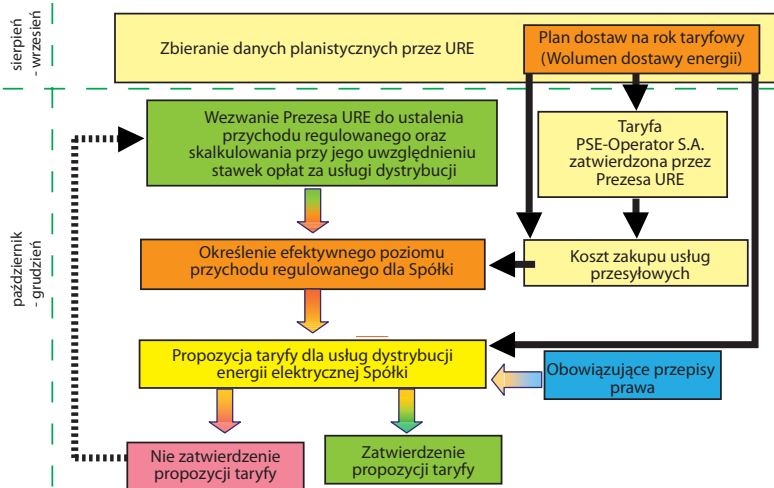 sierpień
- wrzesień
Zbieranie danych planistycznych przez URE
Plan dostaw na rok taryfowy
(Wolumen dostawy energii)
październik
- grudzień
Wezwanie Prezesa URE do ustalenia
przychodu regulowanego oraz
skalkulowania przy jego uwzględnieniu
stawek opłat za usługi dystrybucji
Taryfa
PSE-Operator S.A.
zatwierdzona przez
Prezesa URE
Określenie efektywnego poziomu
przychodu regulowanego dla Spółki
Koszt zakupu usług
przesyłowych
Propozycja taryfy dla usług dystrybucji
energii elektrycznej Spółki
Obowiązujące przepisy
prawa
Nie zatwierdzenie
propozycji taryfy
Zatwierdzenie
propozycji taryfy